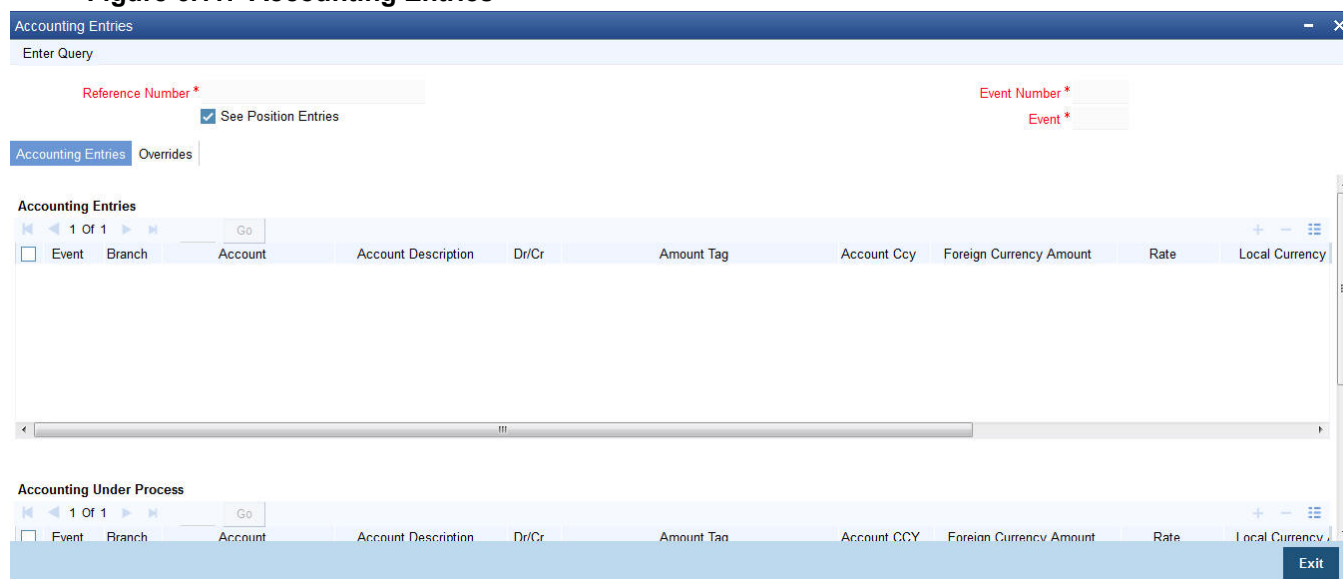 Accounting Entries
Enter Query
Reference Number *
Event Number *
See Position Entries
Event *
Accounting Entries Overrides
Accounting Entries
1 Of 1 Go
Event Branch Account Account Description Dr/Cr Amount Tag Account Ccy Foreign Currency Amount Rate Local Currency
Accounting Under Process
1 Of 1 Go
Event Branch Account Account Description Dr/Cr Amount Tag Account CCY Foreign Currency Amount Rate Local Currency
Exit